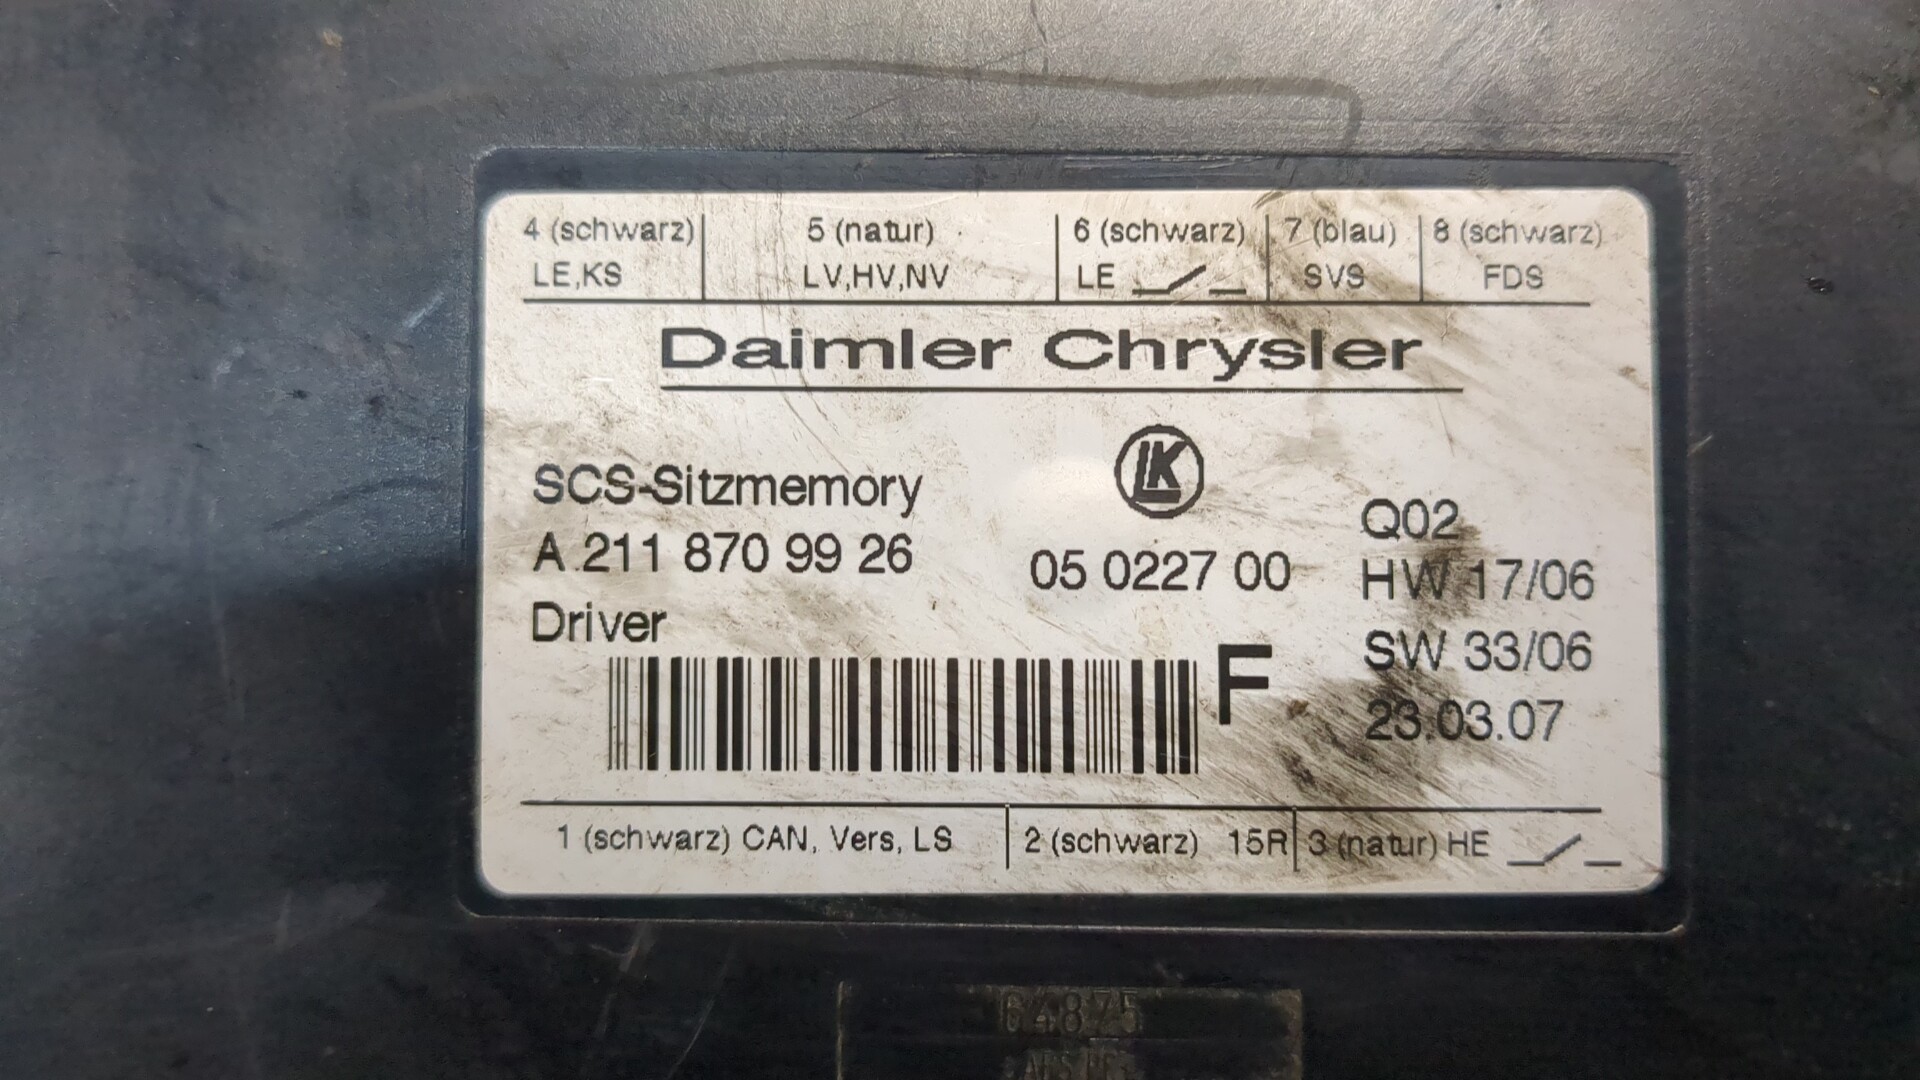 4 (schwarz) 5 (natur) 6 (schwarz) 7 (blau) 8 (schwarz)
LE,KS LV,HV,NV LE SVS FDS
Daimler Chrysler
LK
SCS-Sitzmemory
Q02
A 211 870 99 26 05 0227 00
HW 17/06
Driver
SW 33/06
F
23.03.07
1 (schwarz) CAN, Vers, LS 2 (schwarz) 15R 3 (natur) HE
64875